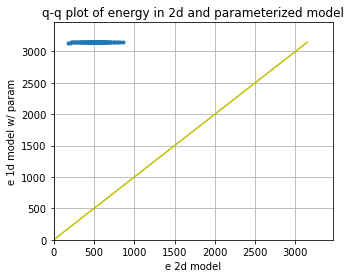 q-q plot of energy in 2d and parameterized model
e 1d model w/ param
3000
2500
2000
1500
1000
500
0
0 500 1000 1500 2000 2500 3000
e 2d model